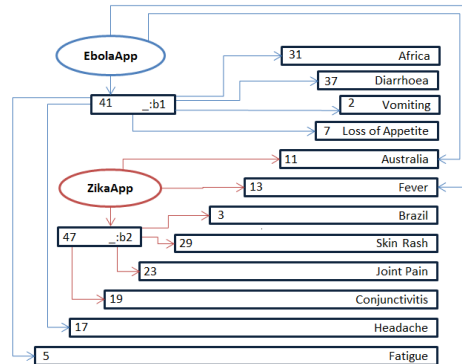 EbolaApp
31 Africa
37 Diarrhoea
41 _:b1
2 Vomiting
7 Loss of Appetite
11 Australia
ZikaApp
13 Fever
3 Brazil
47 _:b2
29 Skin Rash
23 Joint Pain
19 Conjunctivitis
17 Headache
5 Fatigue